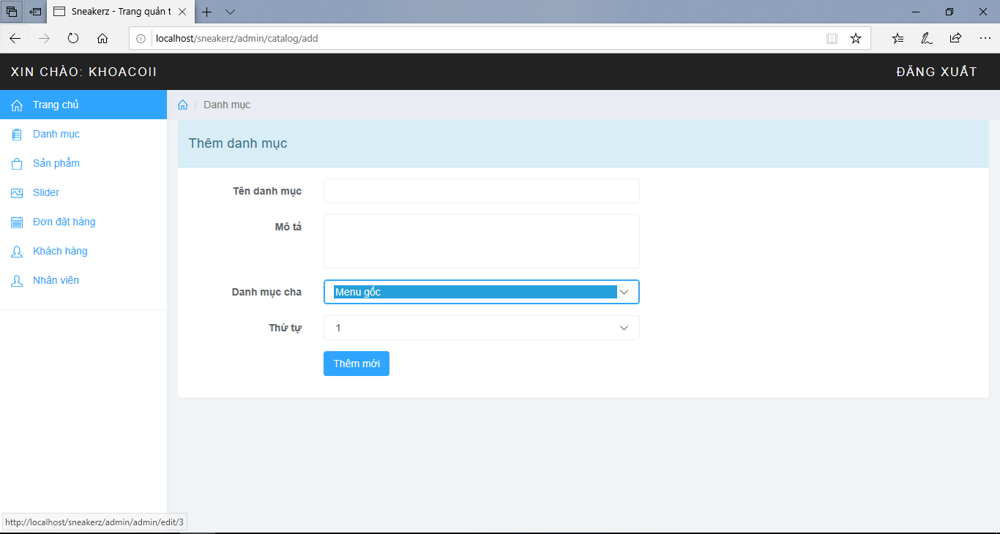 Sneakerz - Trang quản t
localhost/sneakerz/admin/catalog/add
XIN CHÀO: KHOACOII
ĐĂNG XUẤT
Trang chủ
/ Danh mục
Danh mục
Sản phẩm
Slider
Đơn đặt hàng
Khách hàng
Nhân viên
Thêm danh mục
Tên danh mục
Mô tả
Danh mục cha
Menu gốc
Thứ tự
1
Thêm mới
http://localhost/sneakerz/admin/admin/edit/3